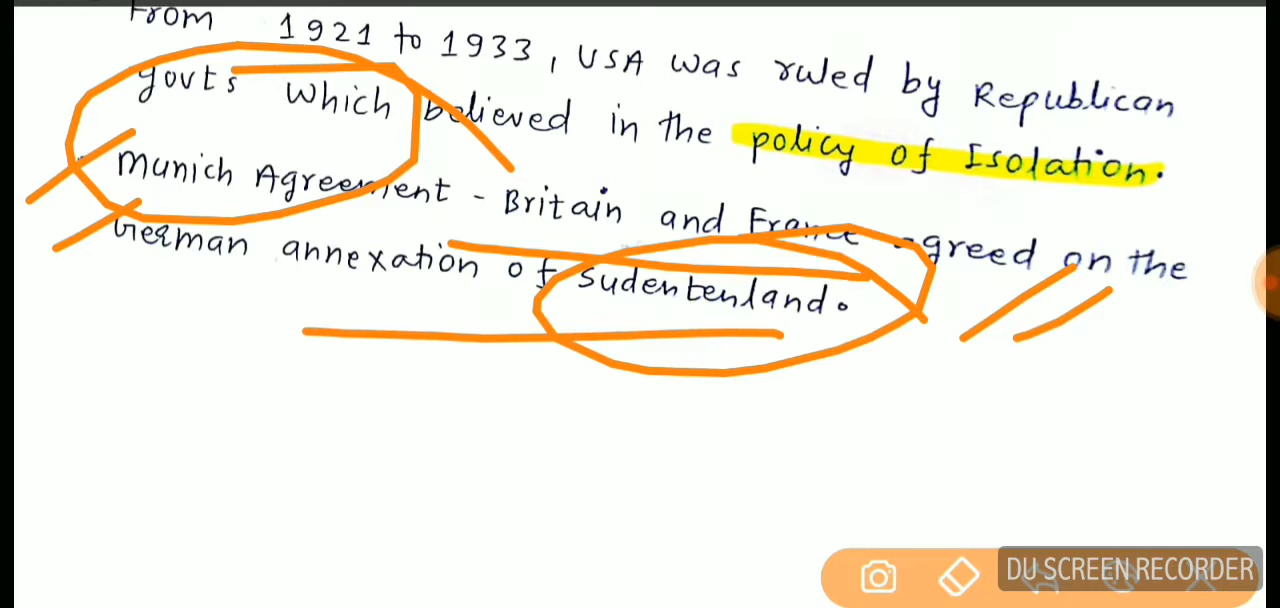 From 1921 to 1933, USA was ruled by Republican
govts which believed in the policy of Isolation.
Munich Agreement - Britain and France agreed on the
German annexation of Sudentenland.
DU SCREEN RECORDER